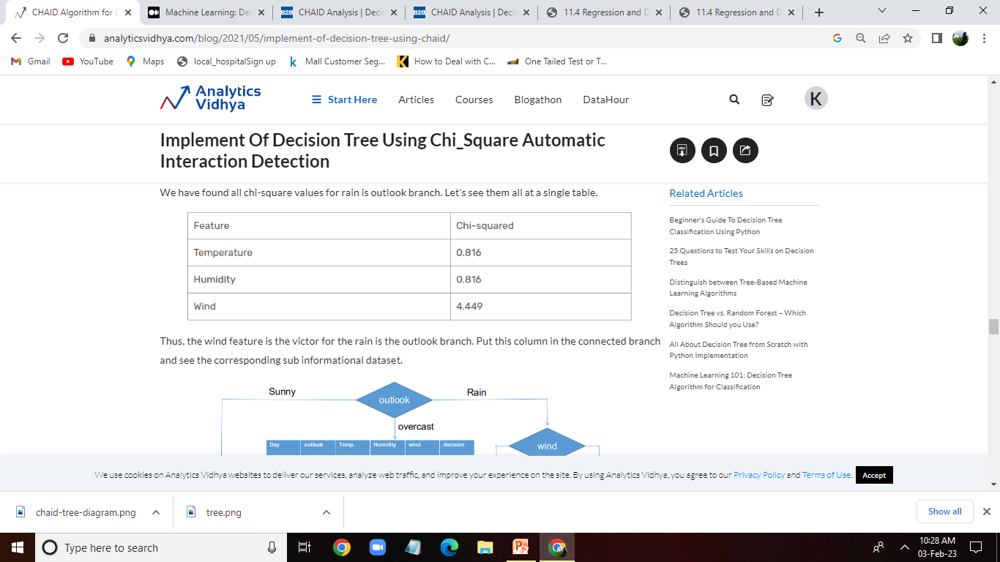 CHAID Algorithm for D
Machine Learning: De
CHAID Analysis | Decis
CHAID Analysis | Decis
11.4 Regression and D
11.4 Regression and D
analyticsvidhya.com/blog/2021/05/implement-of-decision-tree-using-chaid/
Gmail
YouTube
Maps
local_hospitalSign up
Mall Customer Seg...
How to Deal with C...
One Tailed Test or T...
Analytics
Vidhya
Start Here
Articles
Courses
Blogathon
DataHour
K
Implement Of Decision Tree Using Chi_Square Automatic
Interaction Detection
PDF
We have found all chi-square values for rain is outlook branch. Let's see them all at a single table.
Feature Chi-squared
Temperature 0.816
Humidity 0.816
Wind 4.449
Thus, the wind feature is the victor for the rain is the outlook branch. Put this column in the connected branch
and see the corresponding sub informational dataset.
Sunny
outlook
Rain
overcast
Day outlook Temp. Humidity wind decision
wind
Related Articles
Beginner's Guide To Decision Tree
Classification Using Python
25 Questions to Test Your Skills on Decision
Trees
Distinguish between Tree-Based Machine
Learning Algorithms
Decision Tree vs. Random Forest – Which
Algorithm Should you Use?
All About Decision Tree from Scratch with
Python Implementation
Machine Learning 101: Decision Tree
Algorithm for Classification
We use cookies on Analytics Vidhya websites to deliver our services, analyze web traffic, and improve your experience on the site. By using Analytics Vidhya, you agree to our Privacy Policy and Terms of Use. Accept
chaid-tree-diagram.png
tree.png
Show all
Type here to search
10:28 AM
03-Feb-23